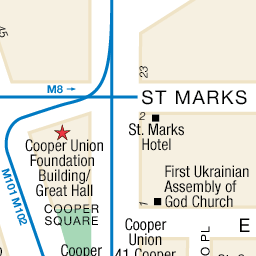 45
M8 →
23
ST MARKS
2
St. Marks
Hotel
Cooper Union
Foundation
Building/
Great Hall
M101 M102
First Ukrainian
Assembly of
God Church
1
COOPER
SQUARE
E
Cooper
Union
41 Cooper
Cooper
O PL